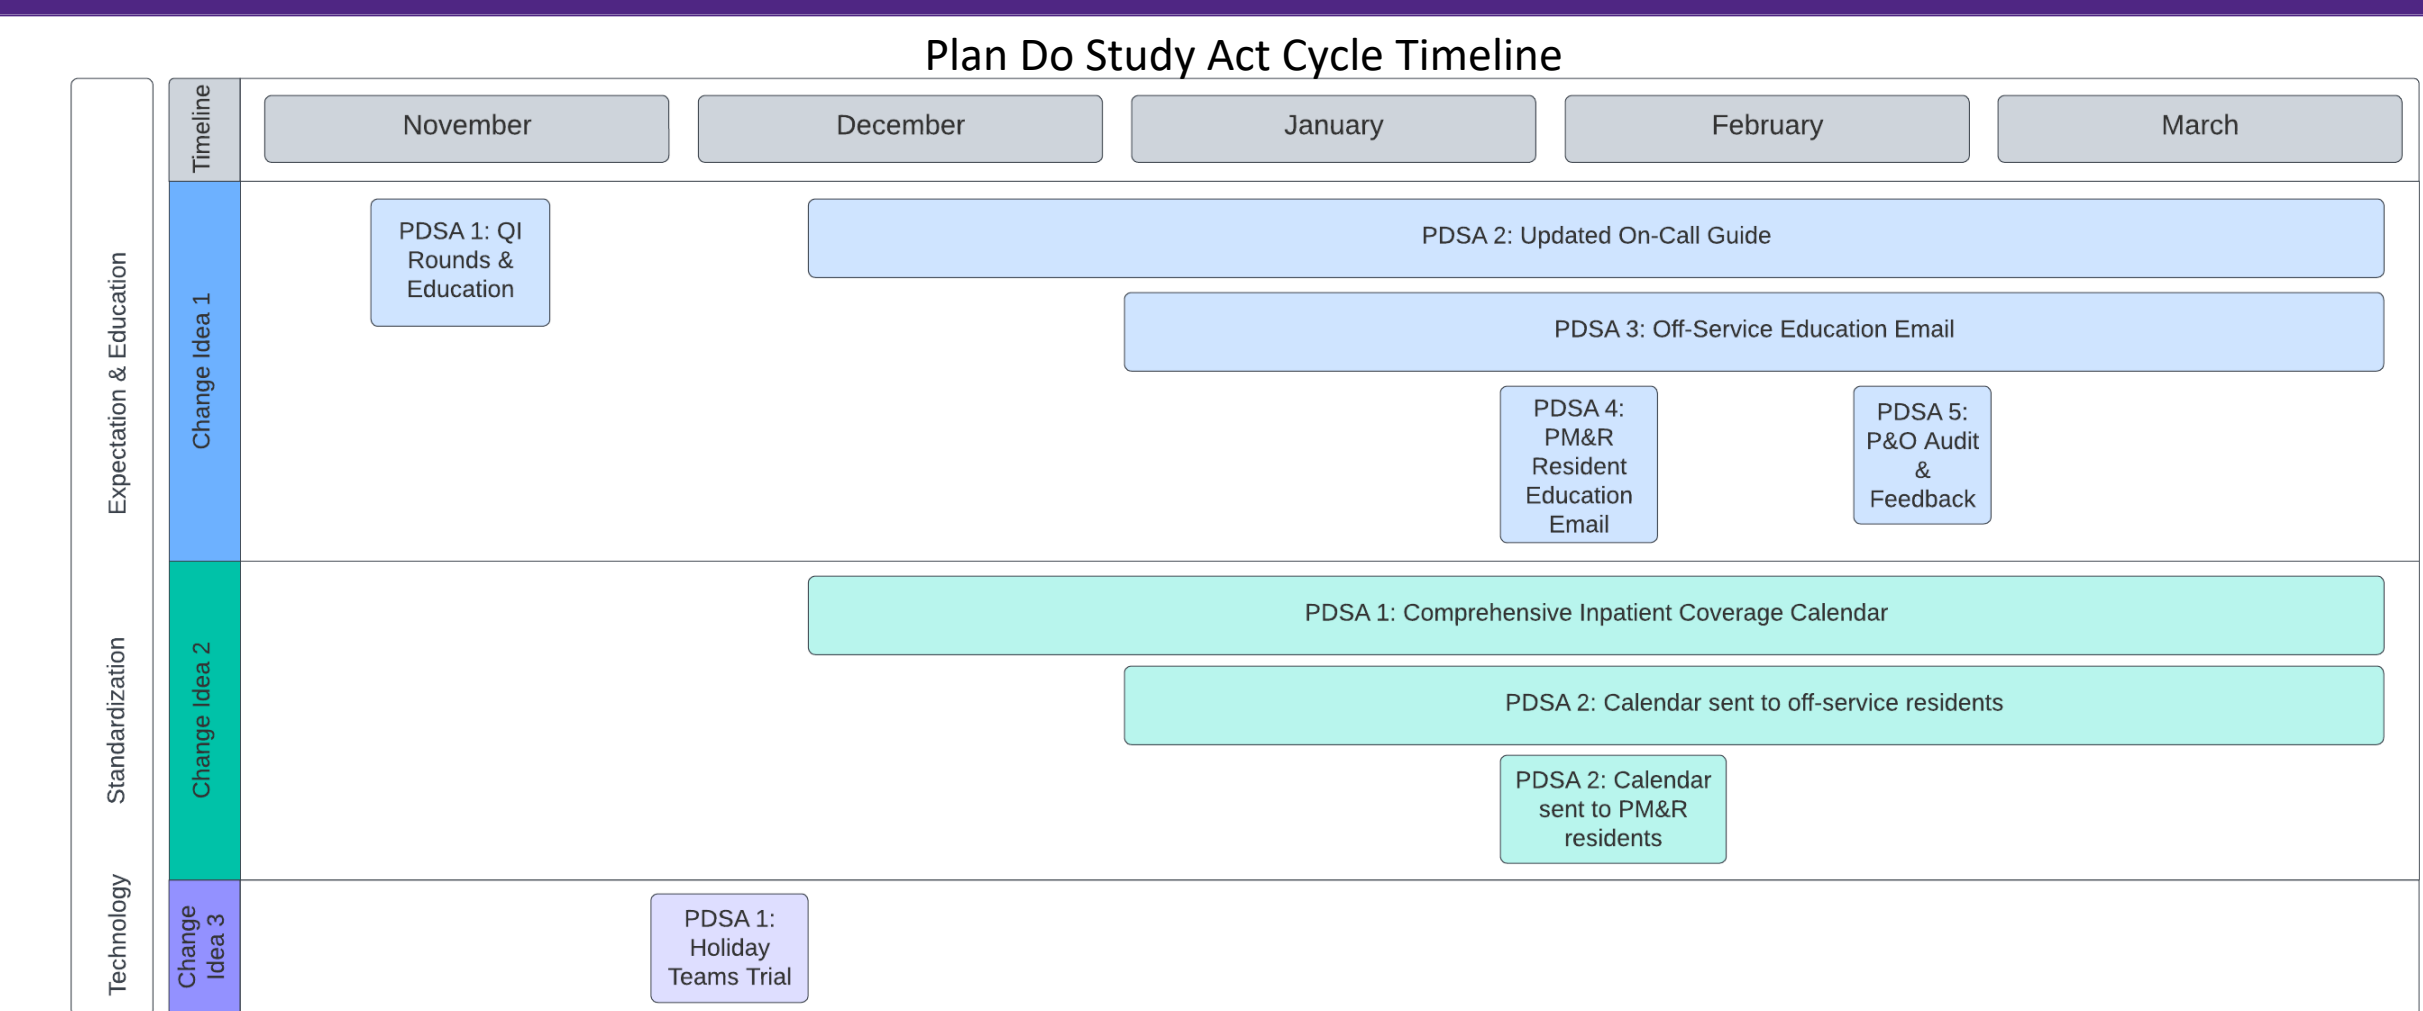 Plan Do Study Act Cycle Timeline
Timeline
November
December
January
February
March
Expectation & Education
Change Idea 1
PDSA 1: QI
Rounds &
Education
PDSA 2: Updated On-Call Guide
PDSA 3: Off-Service Education Email
PDSA 4:
PM&R
Resident
Education
Email
PDSA 5:
P&O Audit
&
Feedback
Standardization
Change Idea 2
PDSA 1: Comprehensive Inpatient Coverage Calendar
PDSA 2: Calendar sent to off-service residents
PDSA 2: Calendar
sent to PM&R
residents
Technology
Change
Idea 3
PDSA 1:
Holiday
Teams Trial